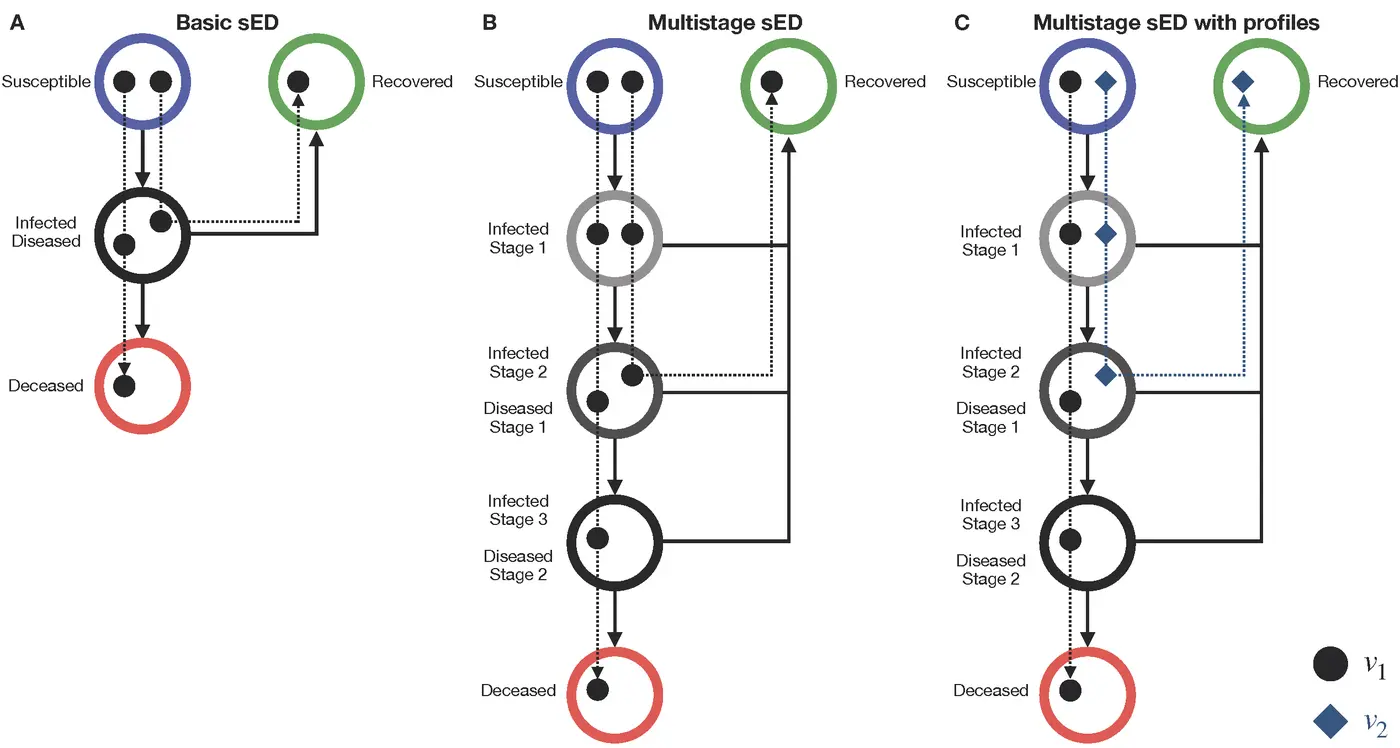 A
Basic sED
Susceptible
Recovered
Infected
Diseased
Deceased
B
Multistage sED
Susceptible
Recovered
Infected
Stage 1
Infected
Stage 2
Diseased
Stage 1
Infected
Stage 3
Diseased
Stage 2
Deceased
C
Multistage sED with profiles
Susceptible
Recovered
Infected
Stage 1
Infected
Stage 2
Diseased
Stage 1
Infected
Stage 3
Diseased
Stage 2
Deceased
v1
v2